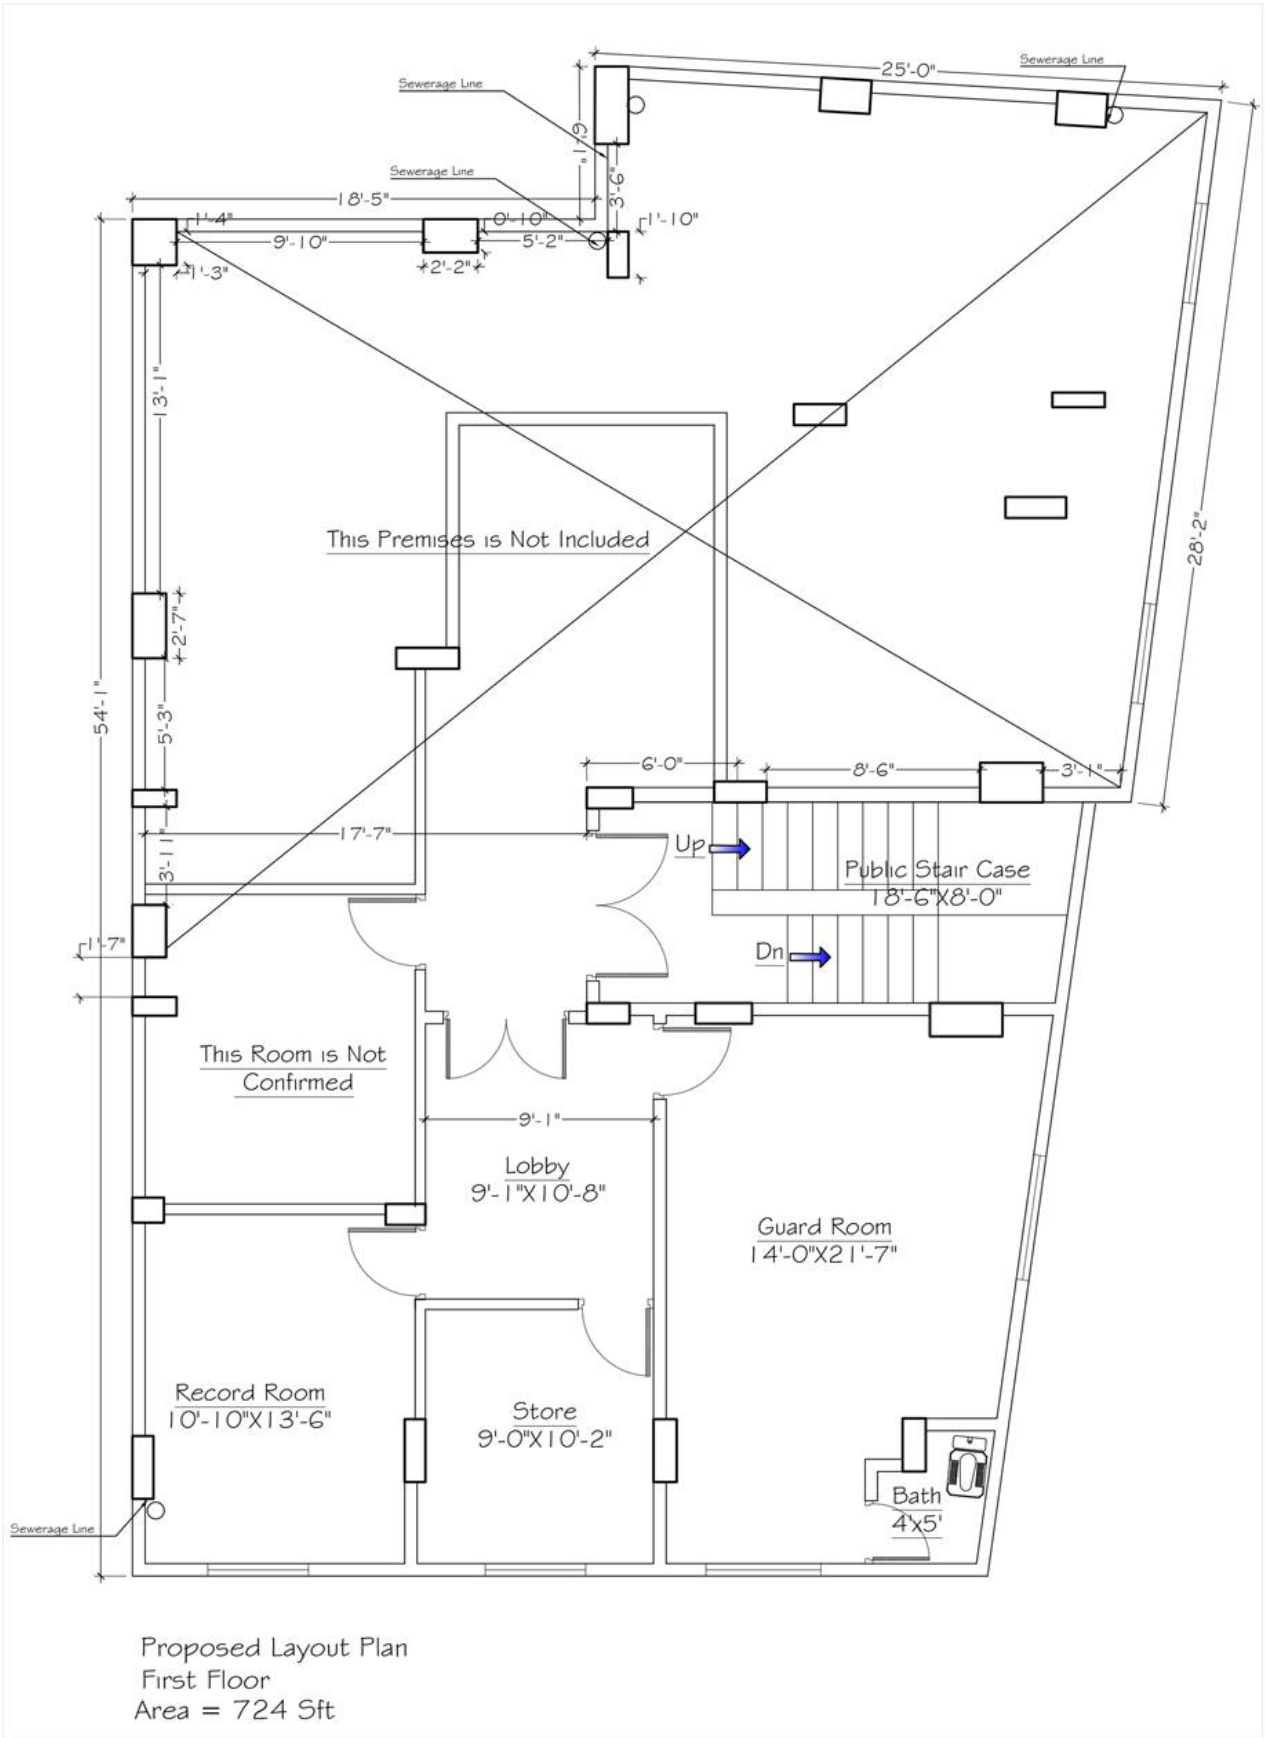 25'-0"
Sewerage Line
Sewerage Line
6'-1"
Sewerage Line
3'-6"
18'-5"
1'-4"
0'-10"
1'-10"
9'-10"
5'-2"
2'-2"
1'-3"
13'-1"
28'-2"
This Premises is Not Included
2'-7"
54'-1"
5'-3"
6'-0"
8'-6"
3'-1"
17'-7"
3'-11"
Up
Public Stair Case
18'-6"X8'-0"
1'-7"
Dn
This Room is Not
Confirmed
9'-1"
Lobby
9'-1"X10'-8"
Guard Room
14'-0"X21'-7"
Record Room
10'-10"X13'-6"
Store
9'-0"X10'-2"
Bath
4'x5'
Sewerage Line
Proposed Layout Plan
First Floor
Area = 724 Sft